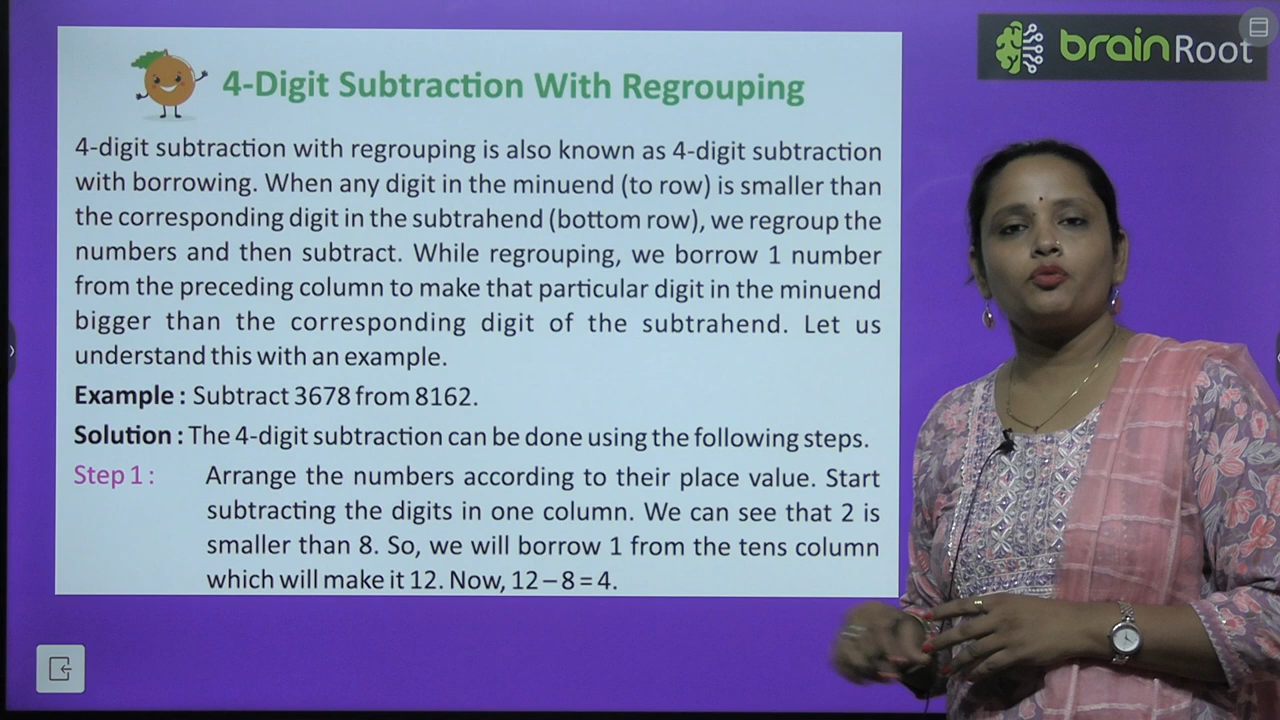 brainRoot
4-Digit Subtraction With Regrouping
4-digit subtraction with regrouping is also known as 4-digit subtraction
with borrowing. When any digit in the minuend (to row) is smaller than
the corresponding digit in the subtrahend (bottom row), we regroup the
numbers and then subtract. While regrouping, we borrow 1 number
from the preceding column to make that particular digit in the minuend
bigger than the corresponding digit of the subtrahend. Let us
understand this with an example.
Example : Subtract 3678 from 8162.
Solution : The 4-digit subtraction can be done using the following steps.
Step 1 : Arrange the numbers according to their place value. Start
subtracting the digits in one column. We can see that 2 is
smaller than 8. So, we will borrow 1 from the tens column
which will make it 12. Now, 12 – 8 = 4.